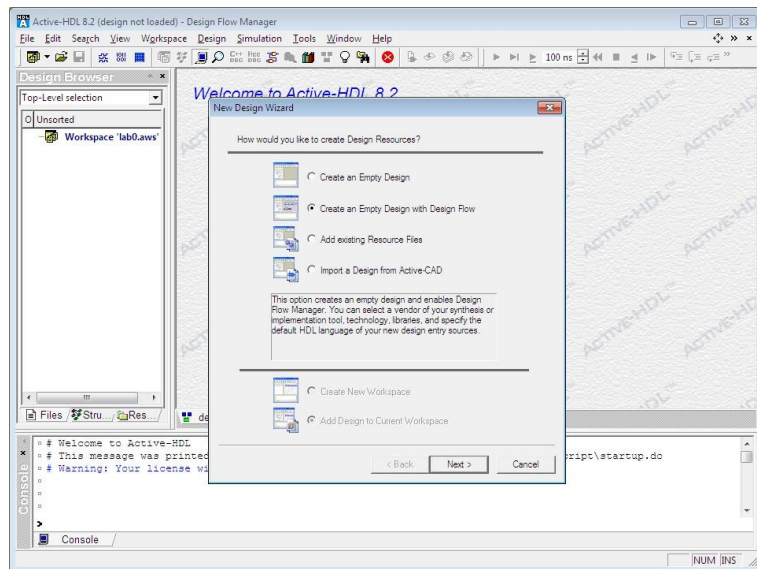 Active-HDL 8.2 (design not loaded) - Design Flow Manager
File Edit Search View Workspace Design Simulation Tools Window Help
100 ns
Design Browser
Top-Level selection
O Unsorted
Workspace 'lab0.aws'
Files Stru... Res...
Welcome to Active-HDL 8.2
New Design Wizard
How would you like to create Design Resources?
Create an Empty Design
Create an Empty Design with Design Flow
Add existing Resource Files
Import a Design from Active-CAD
This option creates an empty design and enables Design
Flow Manager. You can select a vendor of your synthesis or
implementation tool, technology, libraries, and specify the
default HDL language of your new design entry sources.
Create New Workspace
Add Design to Current Workspace
< Back Next > Cancel
ACTIVE-HDL™
de
# Welcome to Active-HDL
# This message was printed ript\startup.do
# Warning: Your license wi
>
Console
Console
NUM INS